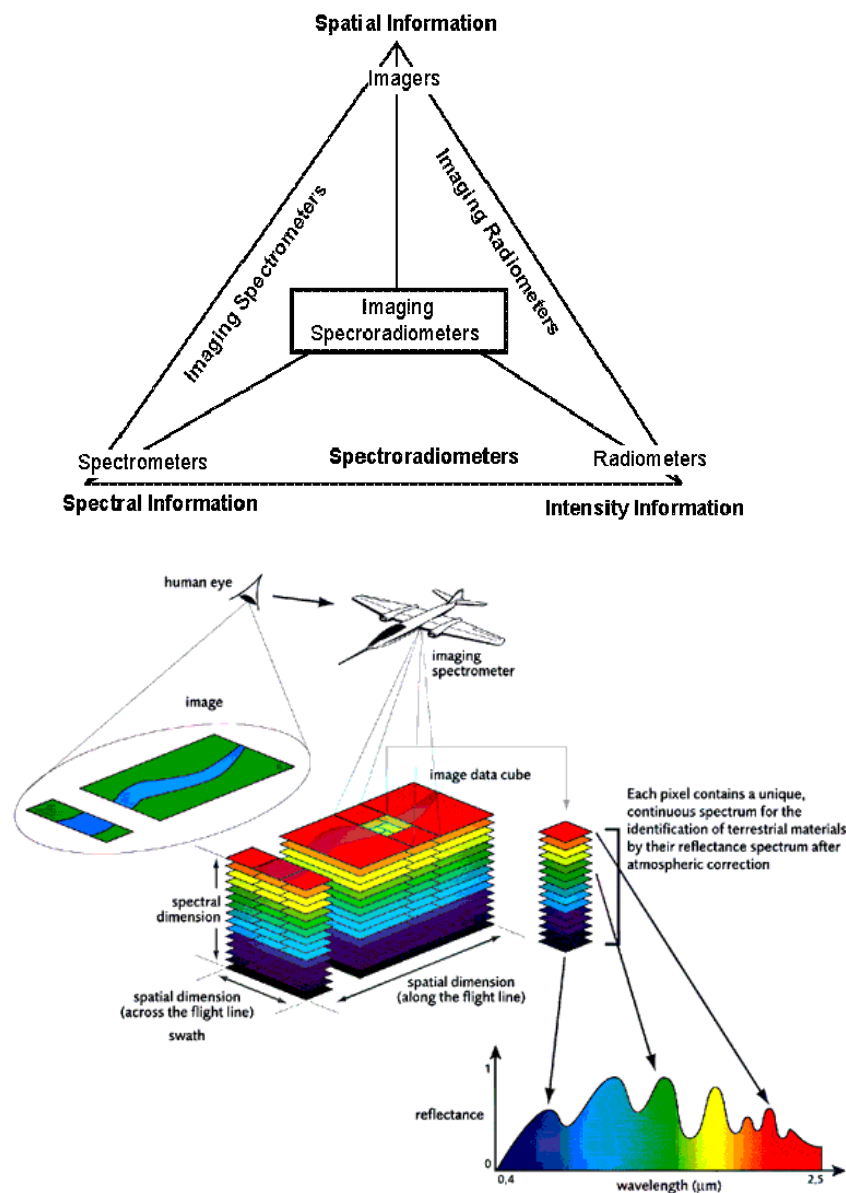 Spatial Information
Imagers
Imaging Spectrometers
Imaging Radiometers
Imaging
Specroradiometers
Spectrometers
Spectroradiometers
Radiometers
Spectral Information
Intensity Information
human eye
imaging
spectrometer
image
image data cube
Each pixel contains a unique,
continuous spectrum for the
identification of terrestrial materials
by their reflectance spectrum after
atmospheric correction
spectral
dimension
spatial dimension
(across the flight line)
swath
spatial dimension
(along the flight line)
1
reflectance
0
0,4
wavelength (µm)
2,5